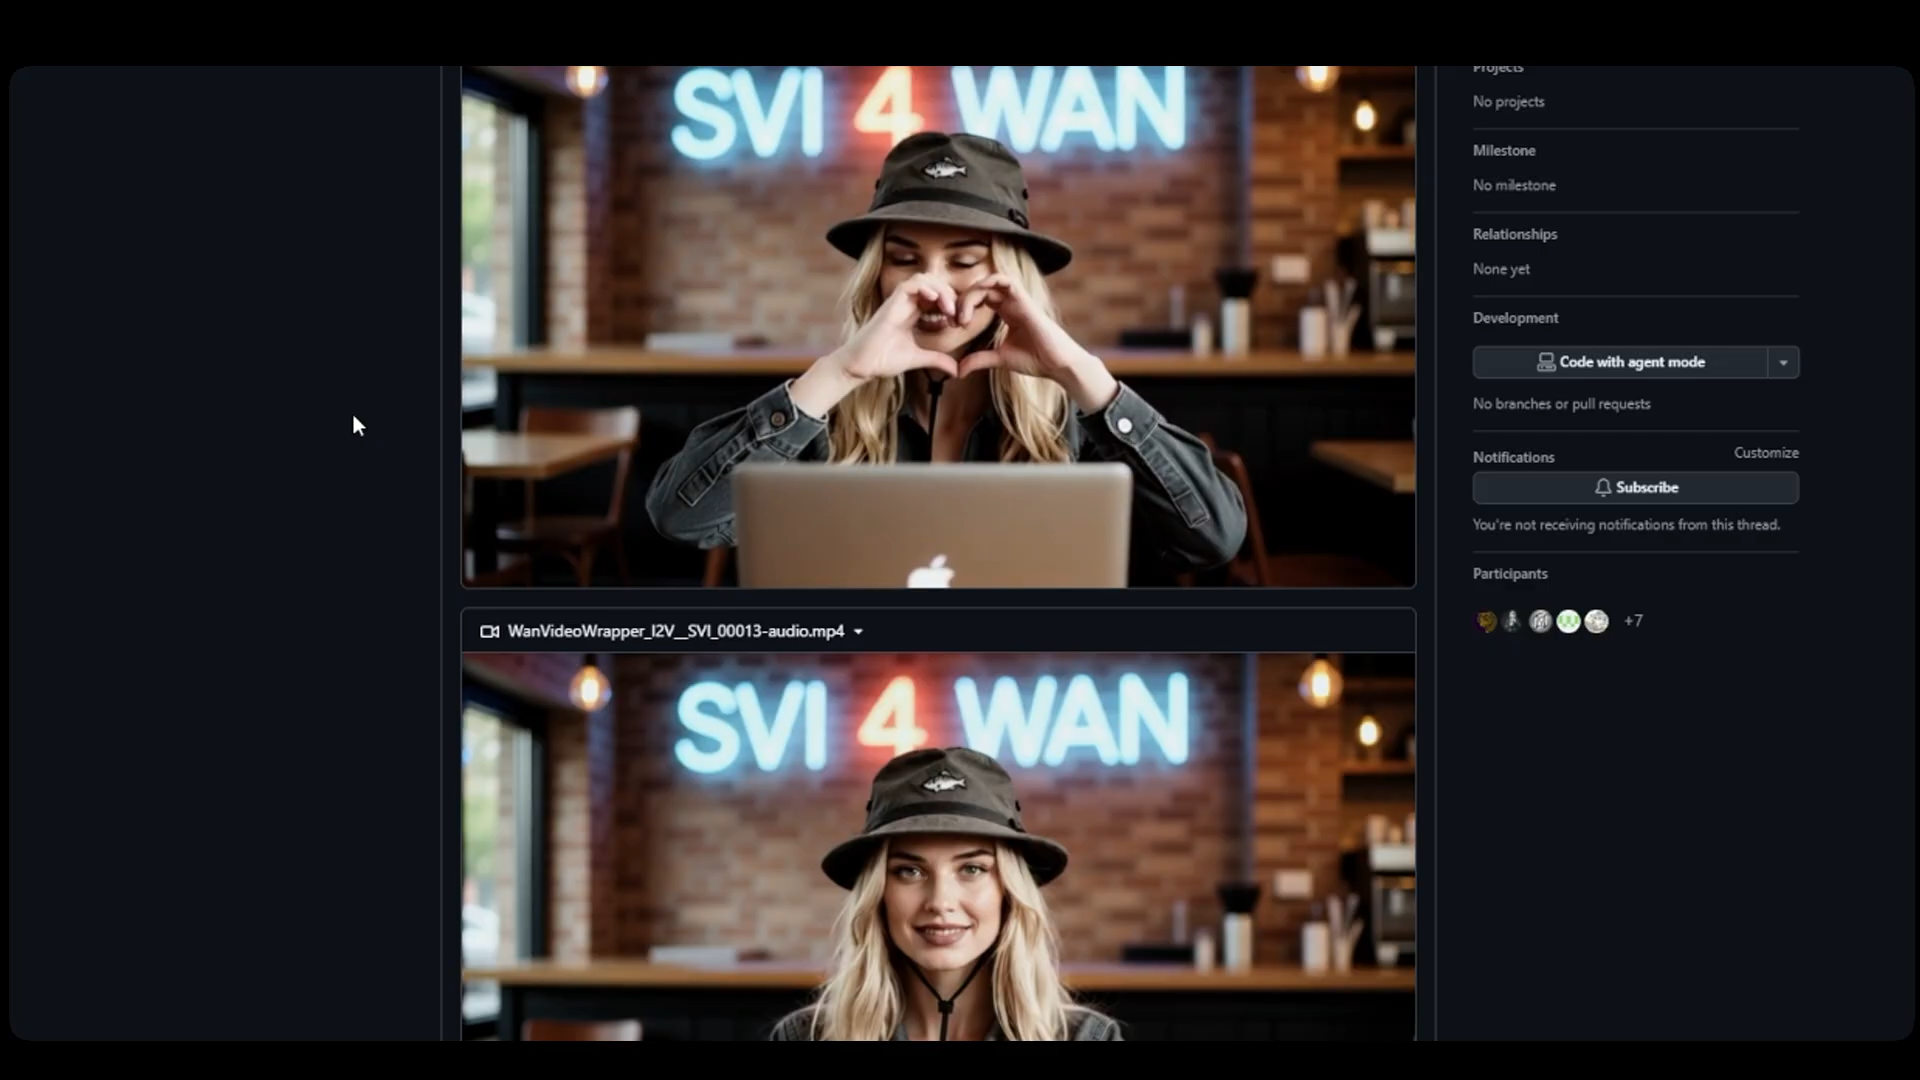 SVI 4 WAN
WanVideoWrapper_I2V__SVI_00013-audio.mp4
SVI 4 WAN
Projects
No projects
Milestone
No milestone
Relationships
None yet
Development
Code with agent mode
No branches or pull requests
Notifications
Customize
Subscribe
You're not receiving notifications from this thread.
Participants
+7